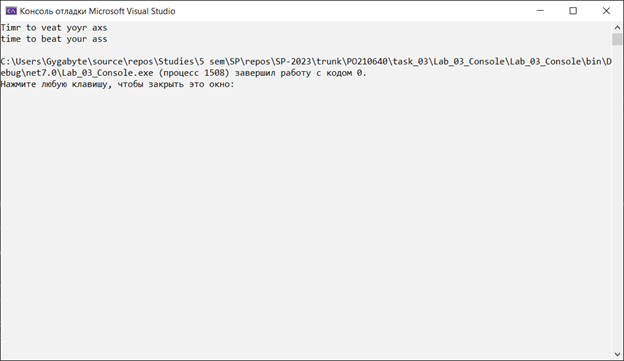 Консоль отладки Microsoft Visual Studio
Timr to veat yoyr axs
time to beat your ass
C:\Users\Gygabyte\source\repos\Studies\5 sem\SP\repos\SP-2023\trunk\PO210640\task_03\Lab_03_Console\Lab_03_Console\bin\D
ebug\net7.0\Lab_03_Console.exe (процесс 1508) завершил работу с кодом 0.
Нажмите любую клавишу, чтобы закрыть это окно: